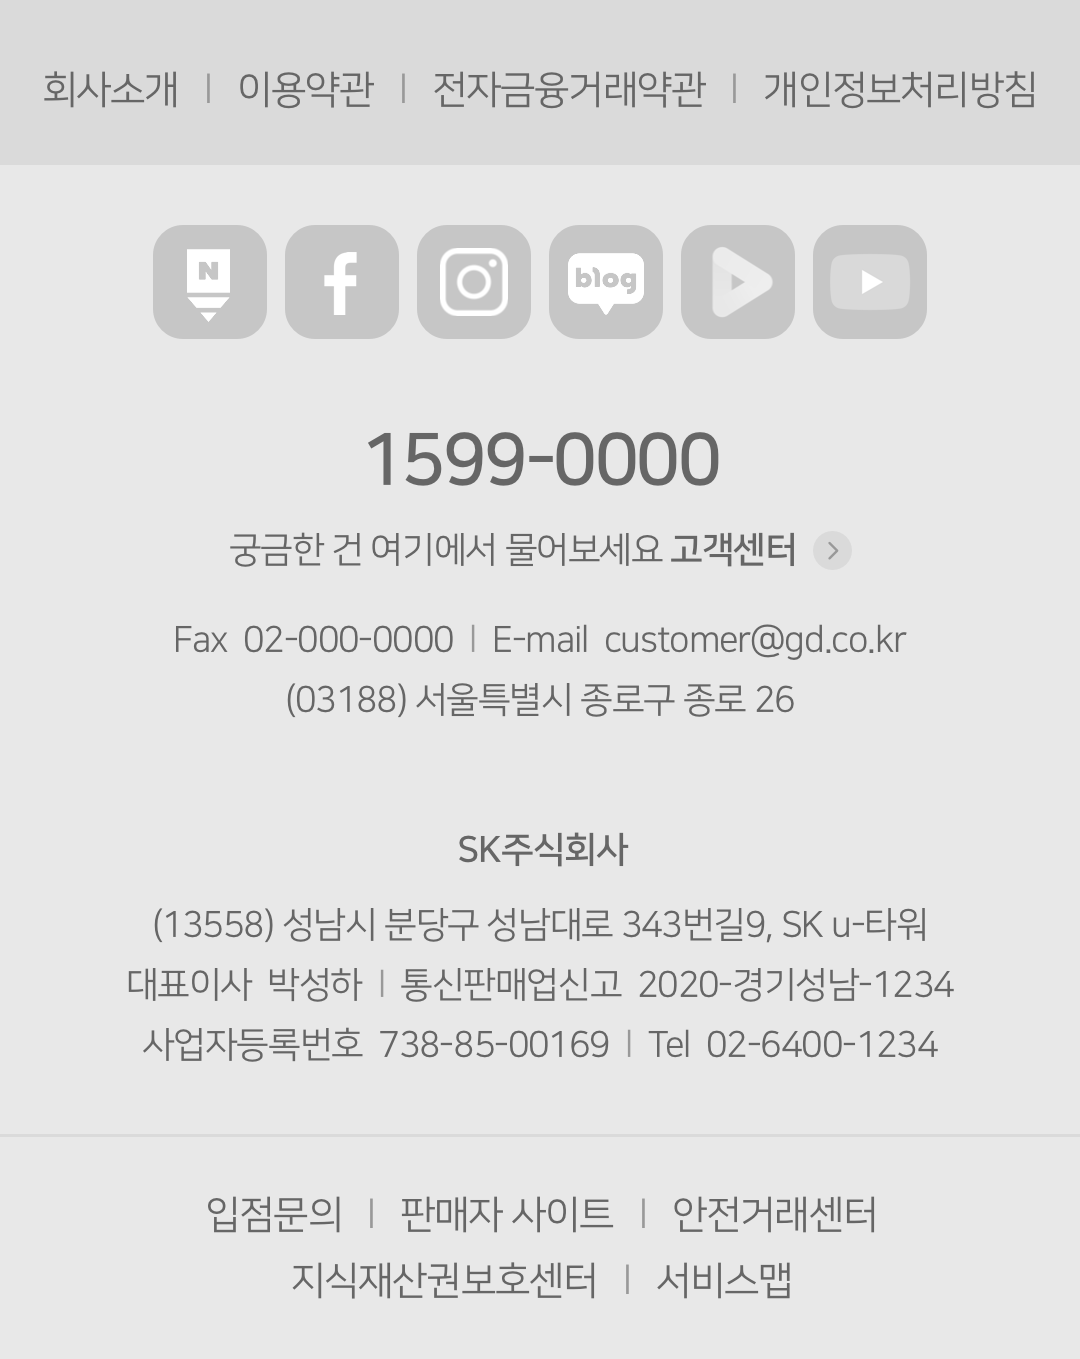 회사소개 | 이용약관 | 전자금융거래약관 | 개인정보처리방침
N f blog
1599-0000
궁금한 건 여기에서 물어보세요 고객센터
Fax 02-000-0000 | E-mail customer@gd.co.kr
(03188) 서울특별시 종로구 종로 26
SK주식회사
(13558) 성남시 분당구 성남대로 343번길9, SK u-타워
대표이사 박성하 | 통신판매업신고 2020-경기성남-1234
사업자등록번호 738-85-00169 | Tel 02-6400-1234
입점문의 | 판매자 사이트 | 안전거래센터
지식재산권보호센터 | 서비스맵